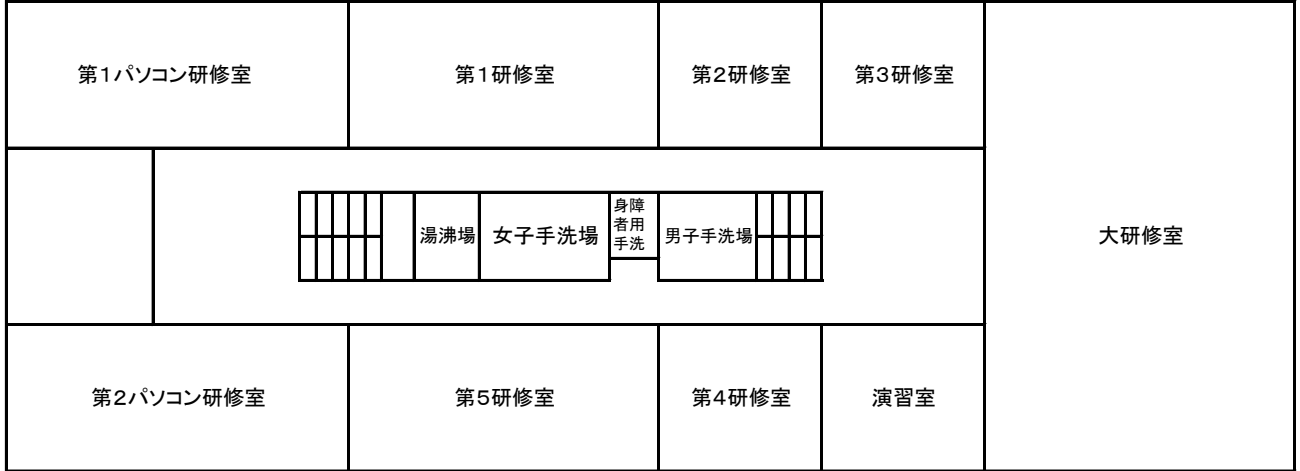 第１パソコン研修室
第１研修室
第２研修室
第３研修室
湯沸場
女子手洗場
身障
者用
手洗
男子手洗場
大研修室
第２パソコン研修室
第５研修室
第４研修室
演習室